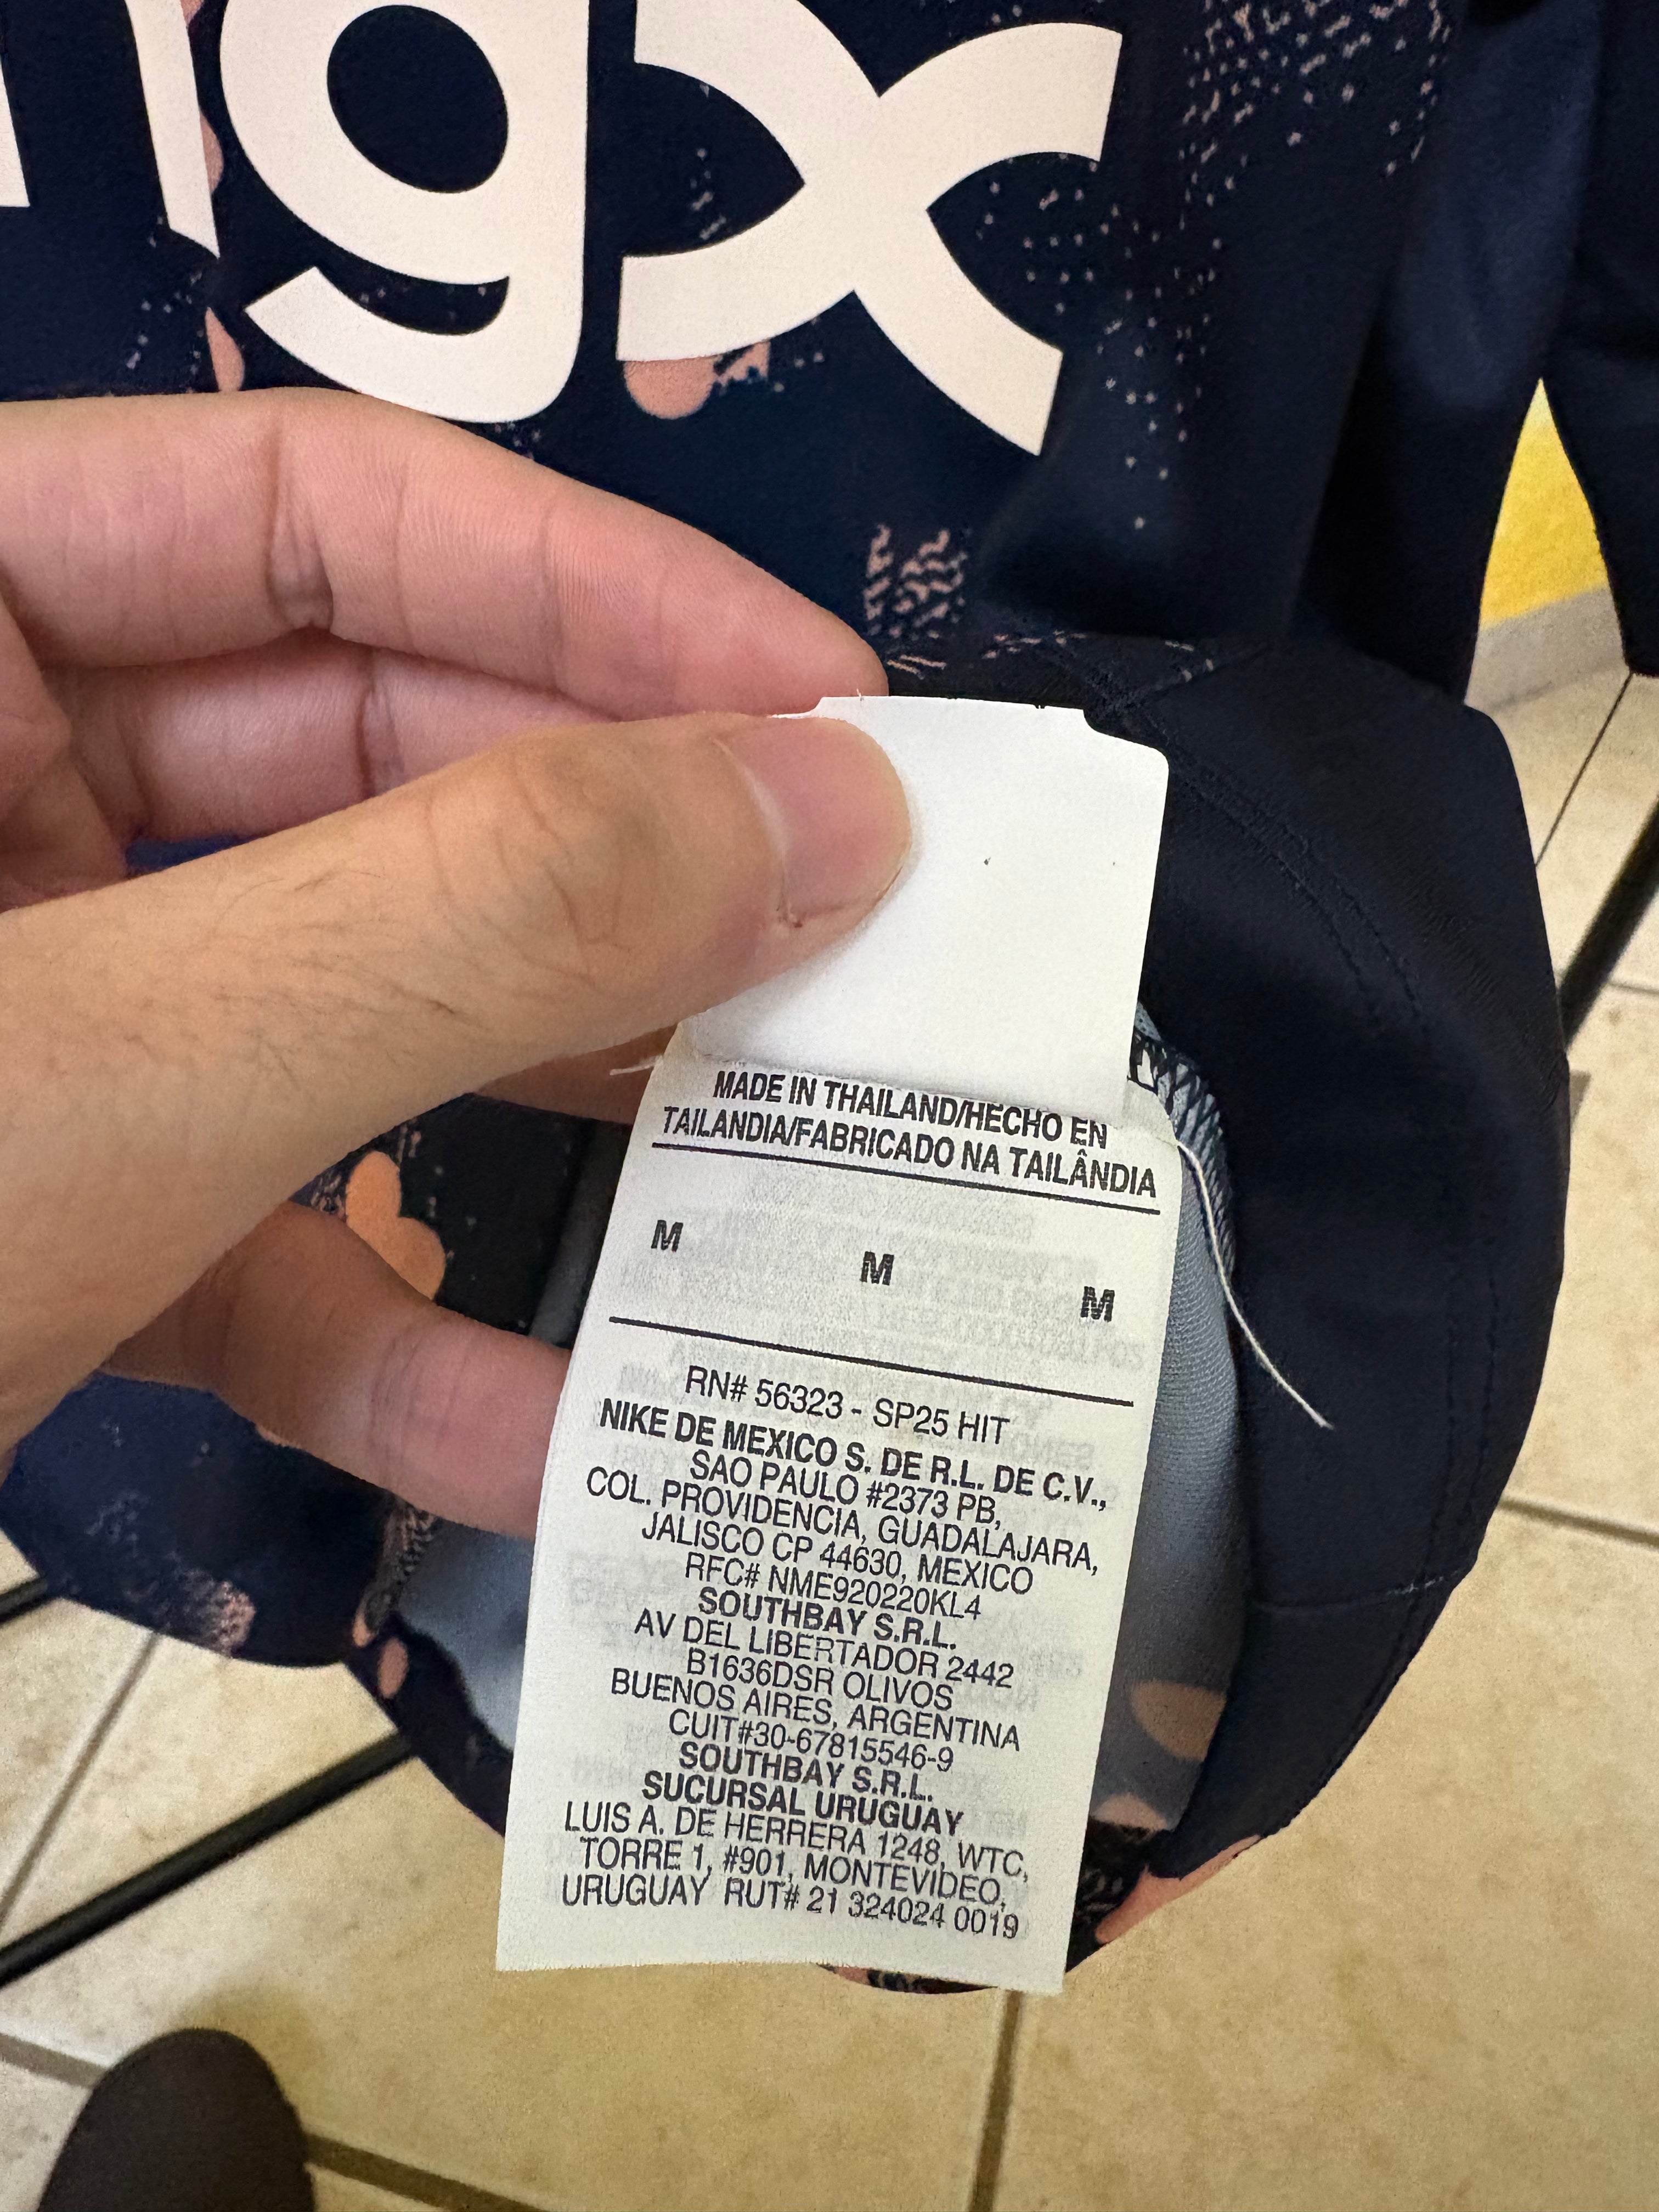 ngx
MADE IN THAILAND/HECHO EN
TAILANDIA/FABRICADO NA TAILÂNDIA
M M M
RN# 56323 - SP25 HIT
NIKE DE MEXICO S. DE R.L. DE C.V.,
SAO PAULO #2373 PB,
COL. PROVIDENCIA, GUADALAJARA,
JALISCO CP 44630, MEXICO
RFC# NME920220KL4
SOUTHBAY S.R.L.
AV DEL LIBERTADOR 2442
B1636DSR OLIVOS
BUENOS AIRES, ARGENTINA
CUIT#30-67815546-9
SOUTHBAY S.R.L.
SUCURSAL URUGUAY
LUIS A. DE HERRERA 1248, WTC,
TORRE 1, #901, MONTEVIDEO,
URUGUAY RUT# 21 324024 0019